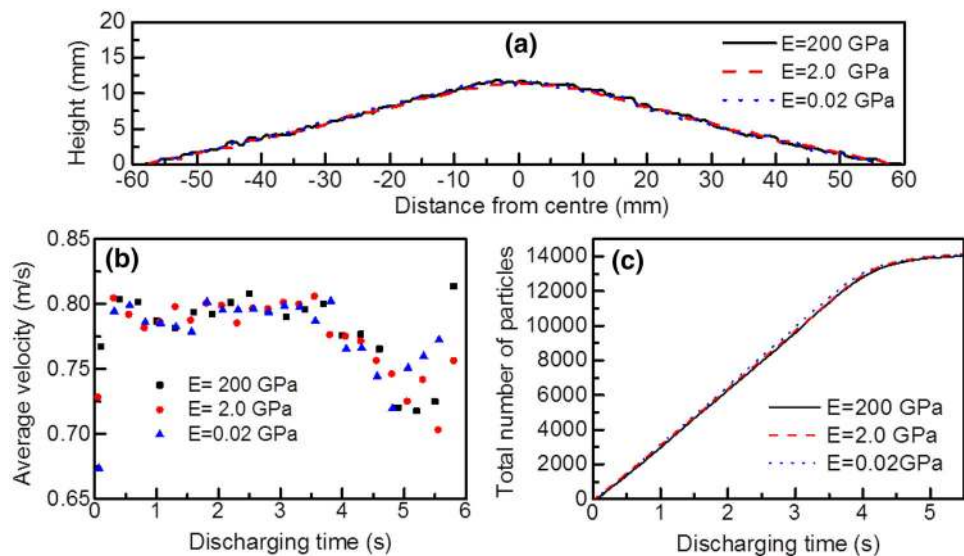 (a)
Height (mm)
20
15
10
5
0
E=200 GPa
E=2.0 GPa
E=0.02 GPa
-60 -50 -40 -30 -20 -10 0 10 20 30 40 50 60
Distance from centre (mm)
(b)
Average velocity (m/s)
0.85
0.80
0.75
0.70
0.65
E= 200 GPa
E= 2.0 GPa
E=0.02 GPa
0 1 2 3 4 5 6
Discharging time (s)
(c)
Total number of particles
14000
12000
10000
8000
6000
4000
2000
0
E=200 GPa
E=2.0 GPa
E=0.02GPa
0 1 2 3 4 5
Discharging time (s)